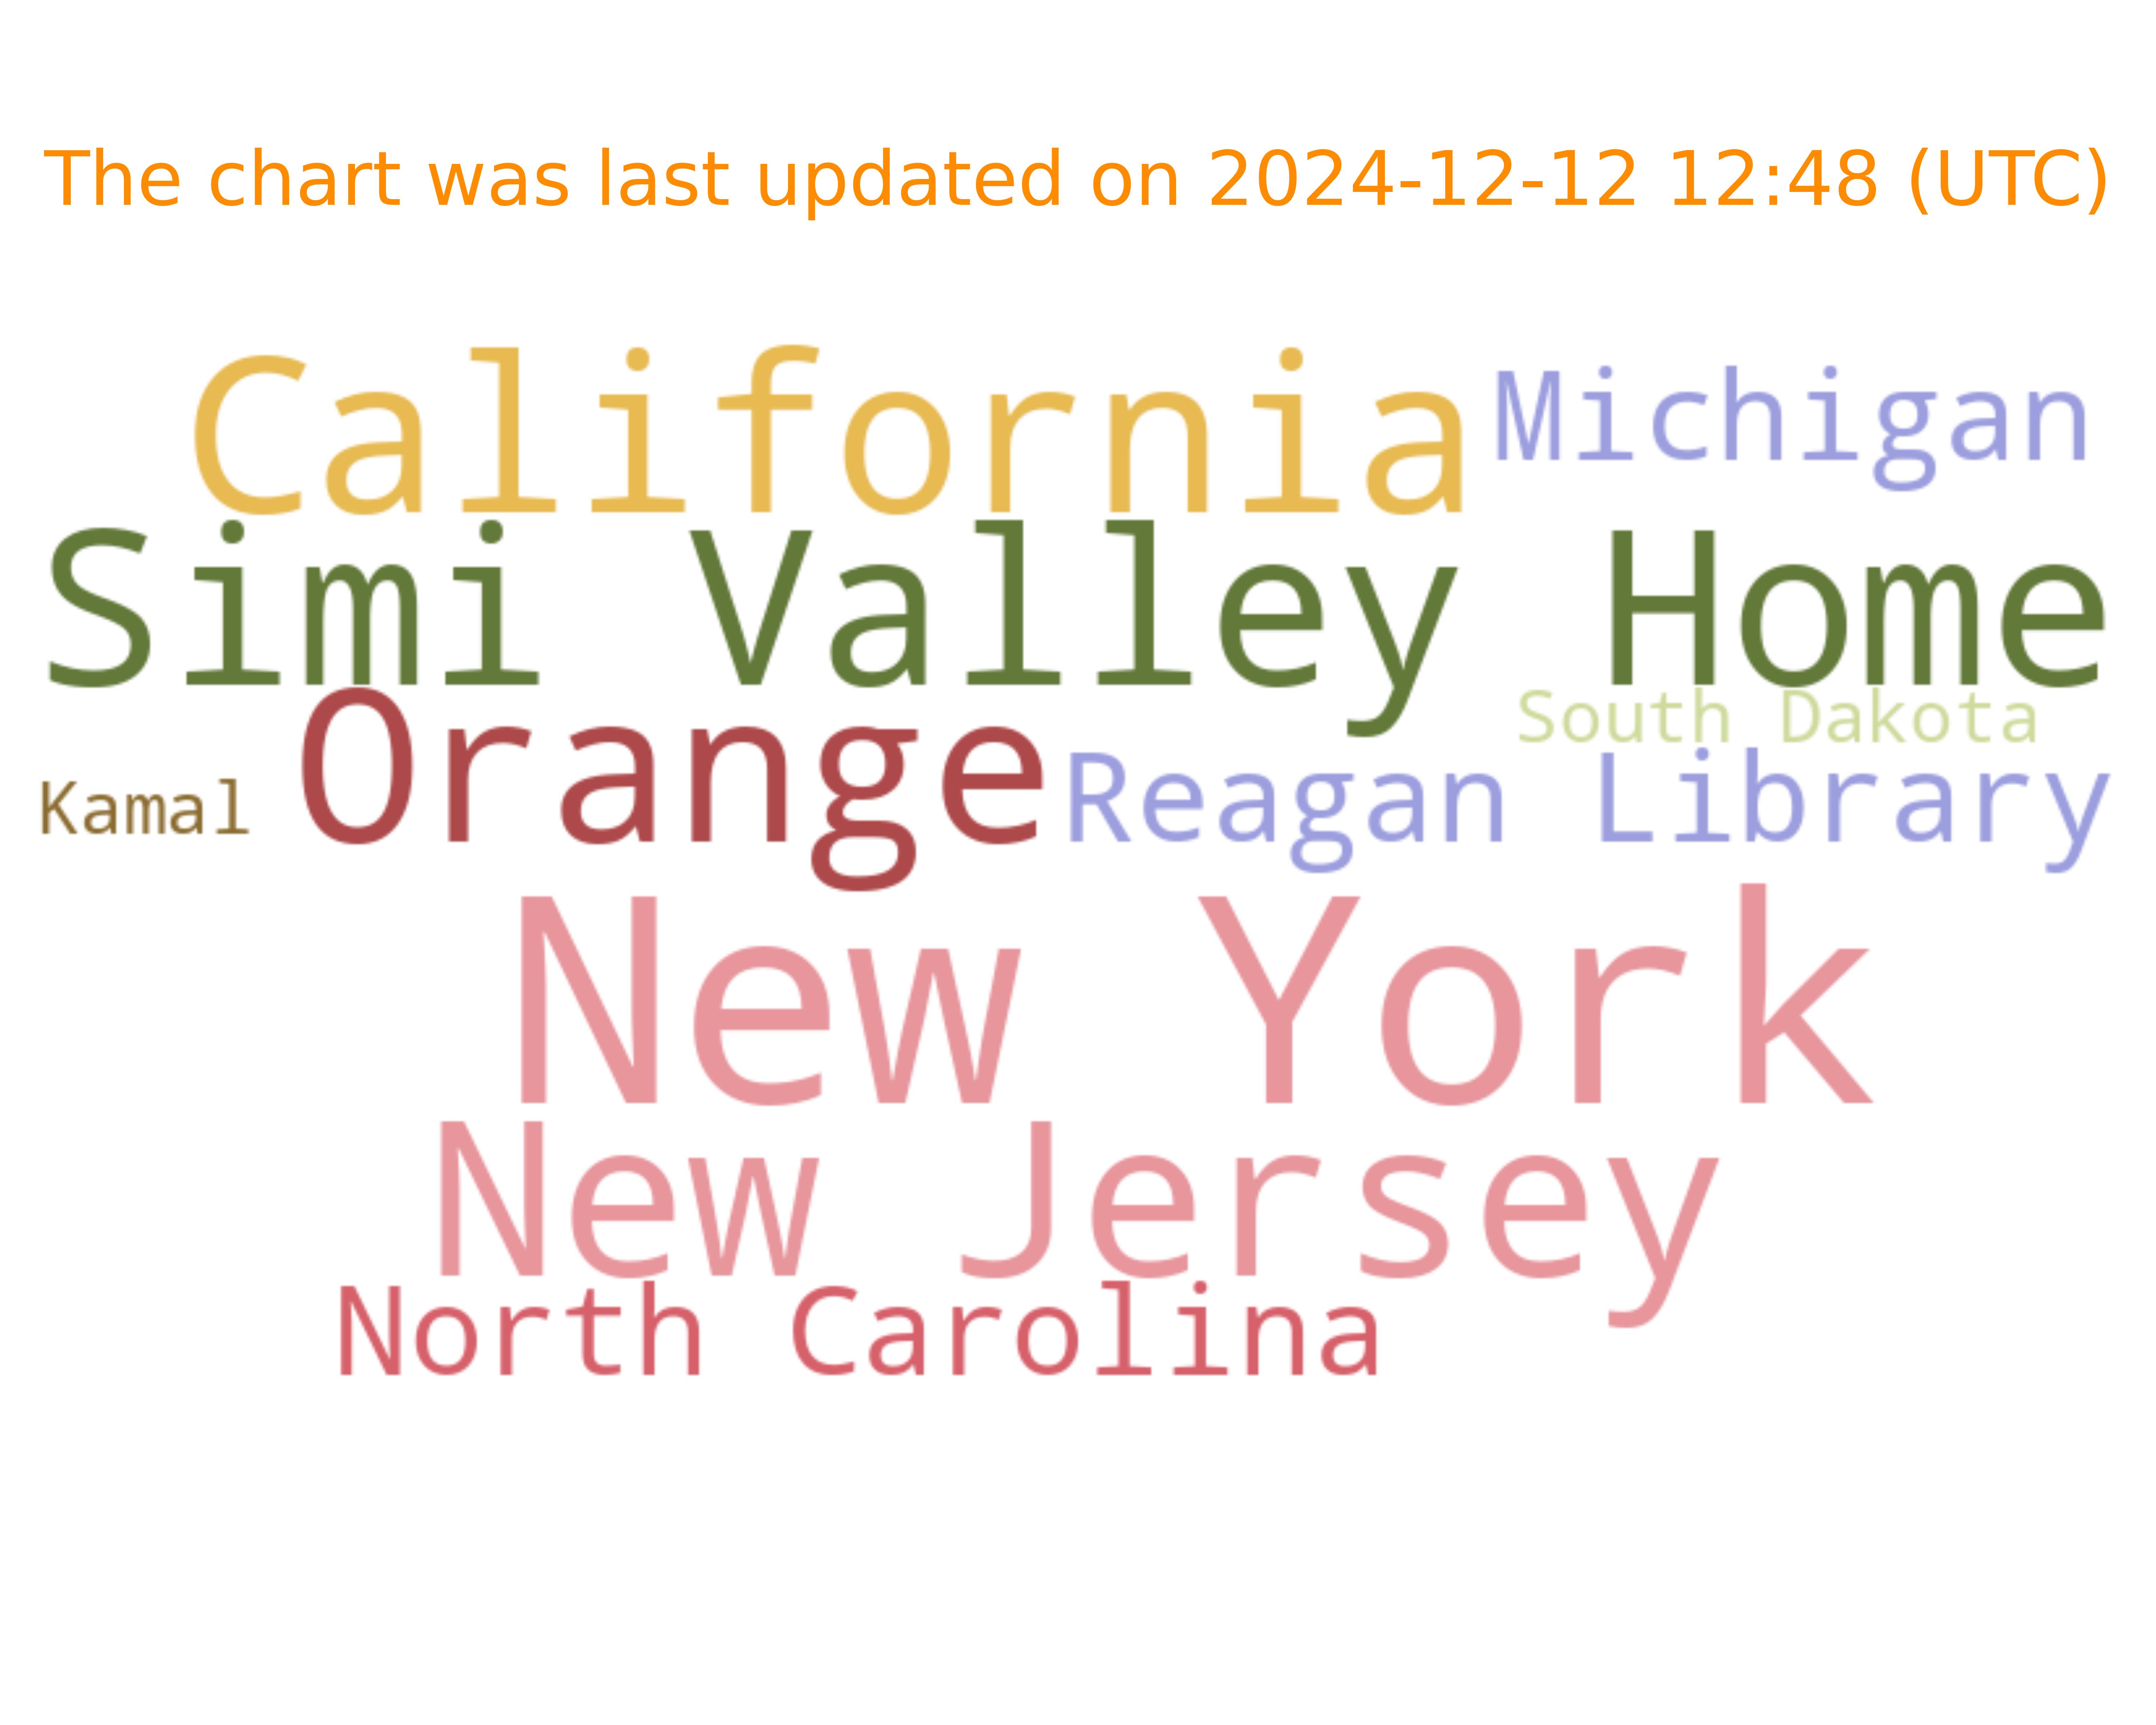 The chart was last updated on 2024-12-12 12:48 (UTC)
California
Michigan
Simi Valley Home
South Dakota
Kamal
Orange
Reagan Library
New York
New Jersey
North Carolina